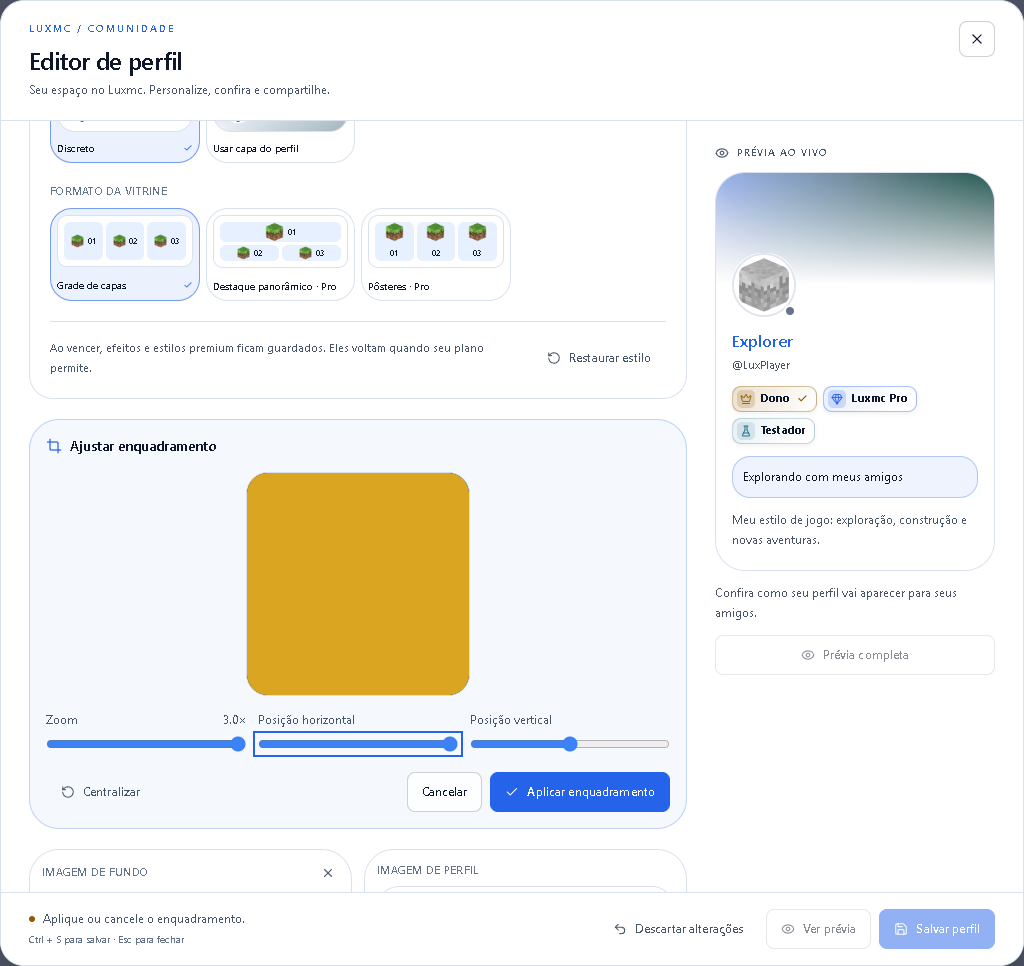 LUXMC / COMUNIDADE
Editor de perfil
Seu espaço no Luxmc. Personalize, confira e compartilhe.
Discreto
Usar capa do perfil
FORMATO DA VITRINE
01 02 03
Grade de capas
01
02 03
Destaque panorâmico · Pro
01 02 03
Pôsteres · Pro
Ao vencer, efeitos e estilos premium ficam guardados. Eles voltam quando seu plano
permite.
Restaurar estilo
Ajustar enquadramento
Zoom 3.0×
Posição horizontal
Posição vertical
Centralizar
Cancelar
Aplicar enquadramento
IMAGEM DE FUNDO
IMAGEM DE PERFIL
PRÉVIA AO VIVO
Explorer
@LuxPlayer
Dono
Luxmc Pro
Testador
Explorando com meus amigos
Meu estilo de jogo: exploração, construção e
novas aventuras.
Confira como seu perfil vai aparecer para seus
amigos.
Prévia completa
Aplique ou cancele o enquadramento.
Ctrl + S para salvar · Esc para fechar
Descartar alterações
Ver prévia
Salvar perfil